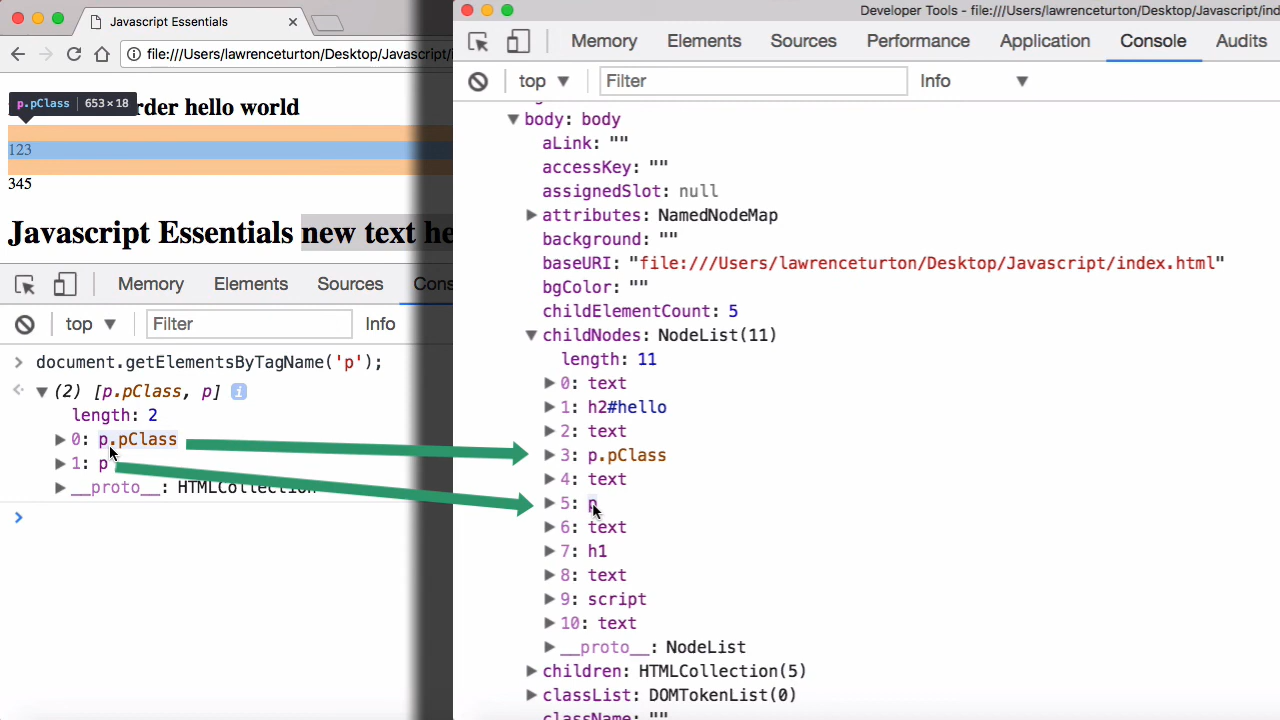 Javascript Essentials
file:///Users/lawrenceturton/Desktop/Javascript/i
p.pClass 653 × 18
rder hello world
123
345
Javascript Essentials new text he
Memory Elements Sources Cons
top Filter Info
document.getElementsByTagName('p');
(2) [p.pClass, p] i
length: 2
0: p.pClass
1: p
__proto__: HTMLCollection
Developer Tools - file:///Users/lawrenceturton/Desktop/Javascript/ind
Memory Elements Sources Performance Application Console Audits
top Filter Info
body: body
aLink: ""
accessKey: ""
assignedSlot: null
attributes: NamedNodeMap
background: ""
baseURI: "file:///Users/lawrenceturton/Desktop/Javascript/index.html"
bgColor: ""
childElementCount: 5
childNodes: NodeList(11)
length: 11
0: text
1: h2#hello
2: text
3: p.pClass
4: text
5: p
6: text
7: h1
8: text
9: script
10: text
__proto__: NodeList
children: HTMLCollection(5)
classList: DOMTokenList(0)
className: ""